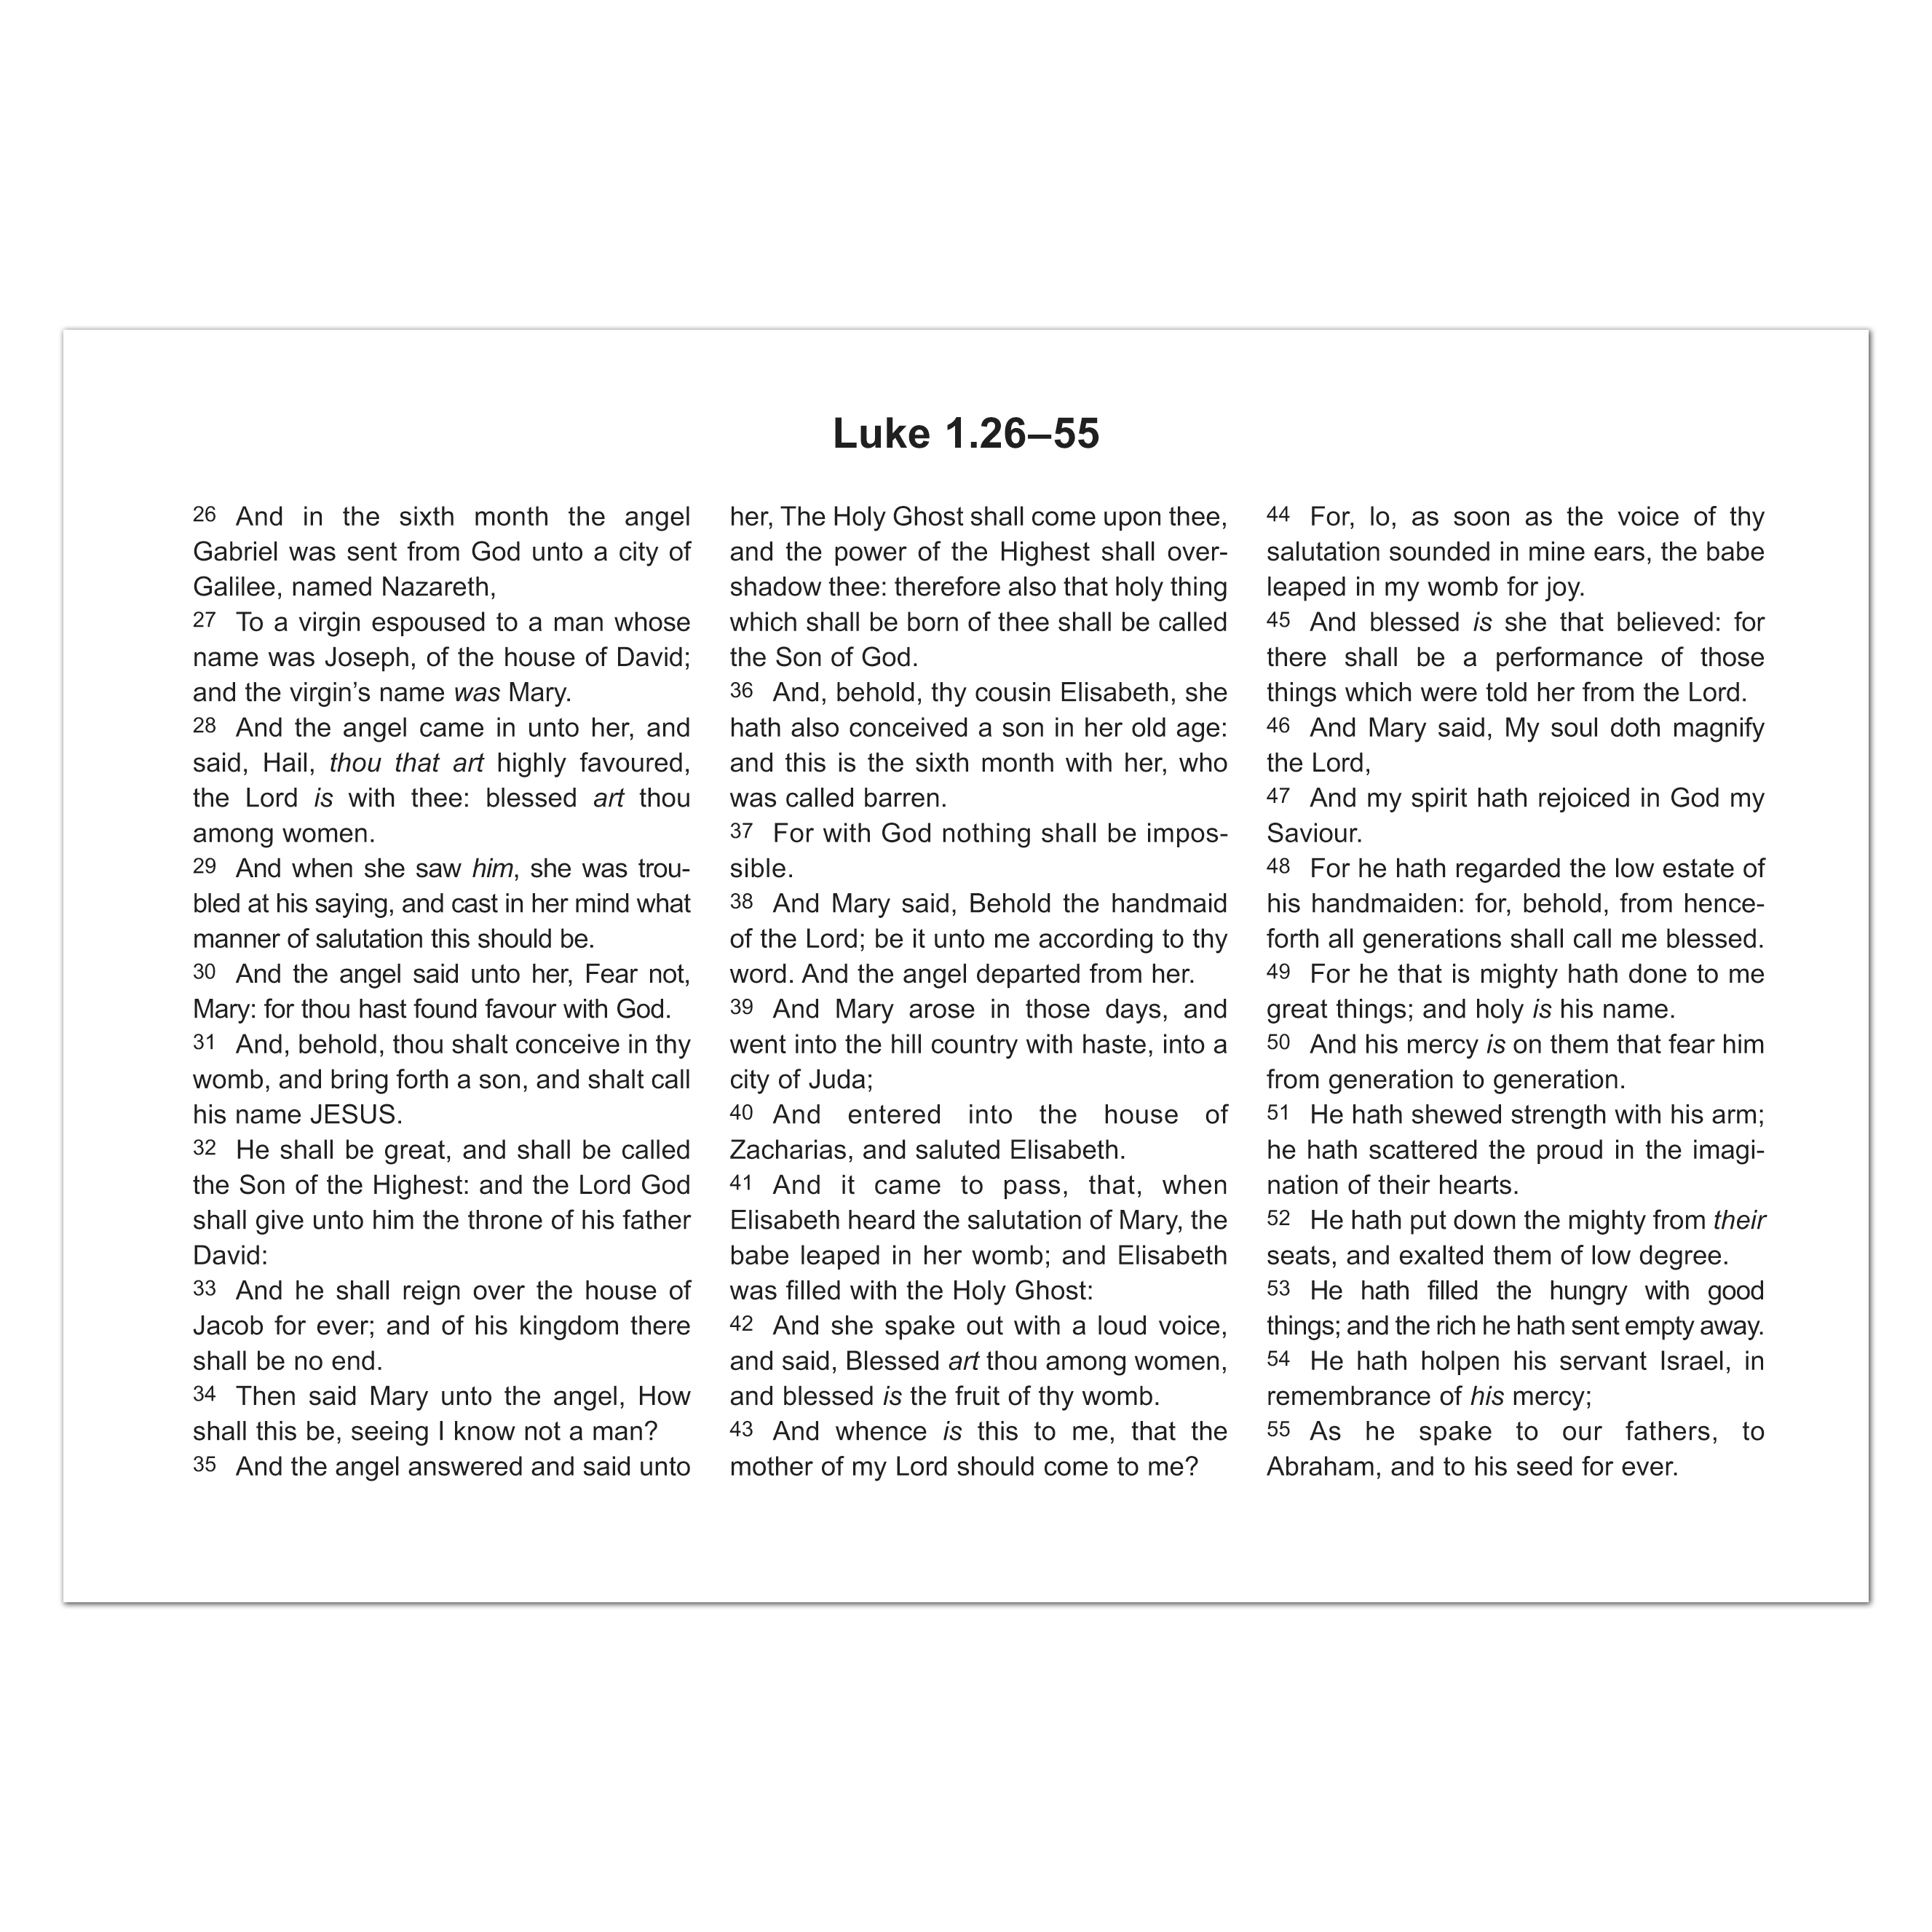 Luke 1.26–55
26 And in the sixth month the angel
Gabriel was sent from God unto a city of
Galilee, named Nazareth,
27 To a virgin espoused to a man whose
name was Joseph, of the house of David;
and the virgin’s name was Mary.
28 And the angel came in unto her, and
said, Hail, thou that art highly favoured,
the Lord is with thee: blessed art thou
among women.
29 And when she saw him, she was trou-
bled at his saying, and cast in her mind what
manner of salutation this should be.
30 And the angel said unto her, Fear not,
Mary: for thou hast found favour with God.
31 And, behold, thou shalt conceive in thy
womb, and bring forth a son, and shalt call
his name JESUS.
32 He shall be great, and shall be called
the Son of the Highest: and the Lord God
shall give unto him the throne of his father
David:
33 And he shall reign over the house of
Jacob for ever; and of his kingdom there
shall be no end.
34 Then said Mary unto the angel, How
shall this be, seeing I know not a man?
35 And the angel answered and said unto
her, The Holy Ghost shall come upon thee,
and the power of the Highest shall over-
shadow thee: therefore also that holy thing
which shall be born of thee shall be called
the Son of God.
36 And, behold, thy cousin Elisabeth, she
hath also conceived a son in her old age:
and this is the sixth month with her, who
was called barren.
37 For with God nothing shall be impos-
sible.
38 And Mary said, Behold the handmaid
of the Lord; be it unto me according to thy
word. And the angel departed from her.
39 And Mary arose in those days, and
went into the hill country with haste, into a
city of Juda;
40 And entered into the house of
Zacharias, and saluted Elisabeth.
41 And it came to pass, that, when
Elisabeth heard the salutation of Mary, the
babe leaped in her womb; and Elisabeth
was filled with the Holy Ghost:
42 And she spake out with a loud voice,
and said, Blessed art thou among women,
and blessed is the fruit of thy womb.
43 And whence is this to me, that the
mother of my Lord should come to me?
44 For, lo, as soon as the voice of thy
salutation sounded in mine ears, the babe
leaped in my womb for joy.
45 And blessed is she that believed: for
there shall be a performance of those
things which were told her from the Lord.
46 And Mary said, My soul doth magnify
the Lord,
47 And my spirit hath rejoiced in God my
Saviour.
48 For he hath regarded the low estate of
his handmaiden: for, behold, from hence-
forth all generations shall call me blessed.
49 For he that is mighty hath done to me
great things; and holy is his name.
50 And his mercy is on them that fear him
from generation to generation.
51 He hath shewed strength with his arm;
he hath scattered the proud in the imagi-
nation of their hearts.
52 He hath put down the mighty from their
seats, and exalted them of low degree.
53 He hath filled the hungry with good
things; and the rich he hath sent empty away.
54 He hath holpen his servant Israel, in
remembrance of his mercy;
55 As he spake to our fathers, to
Abraham, and to his seed for ever.